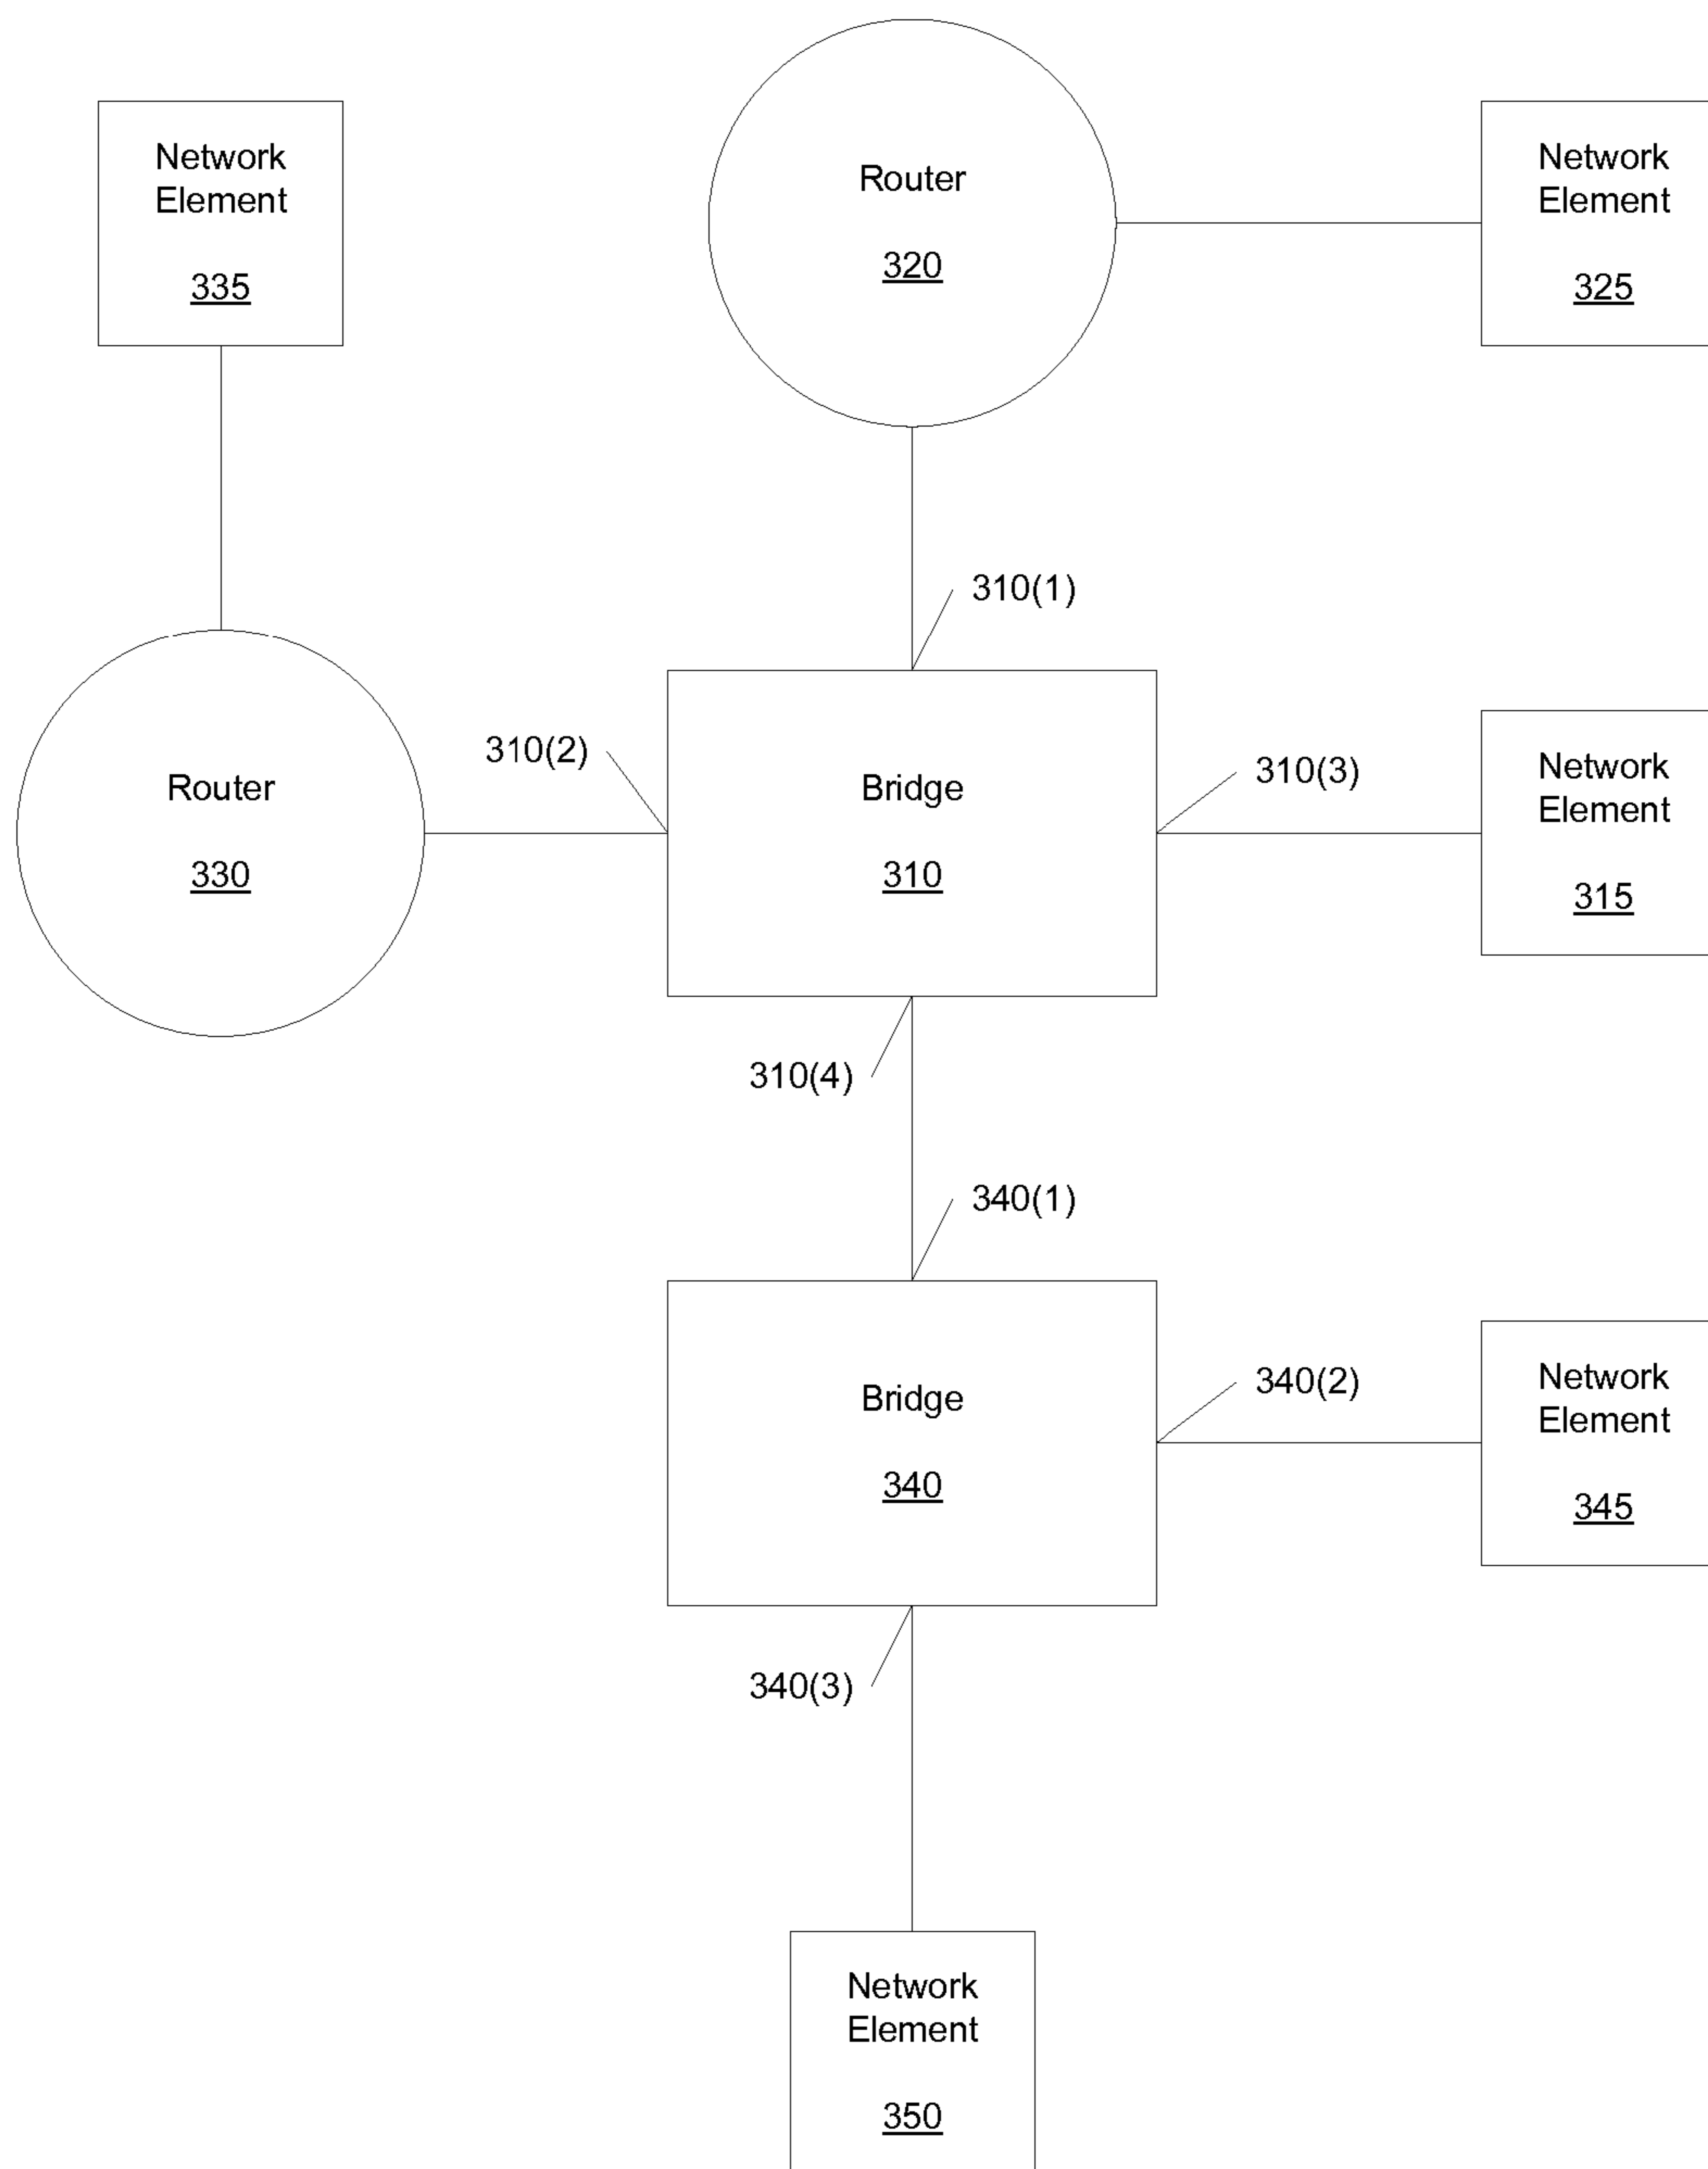 Network
Element
335
Router
320
Network
Element
325
310(1)
Router
330
310(2)
Bridge
310
310(3)
Network
Element
315
310(4)
340(1)
Bridge
340
340(2)
Network
Element
345
340(3)
Network
Element
350